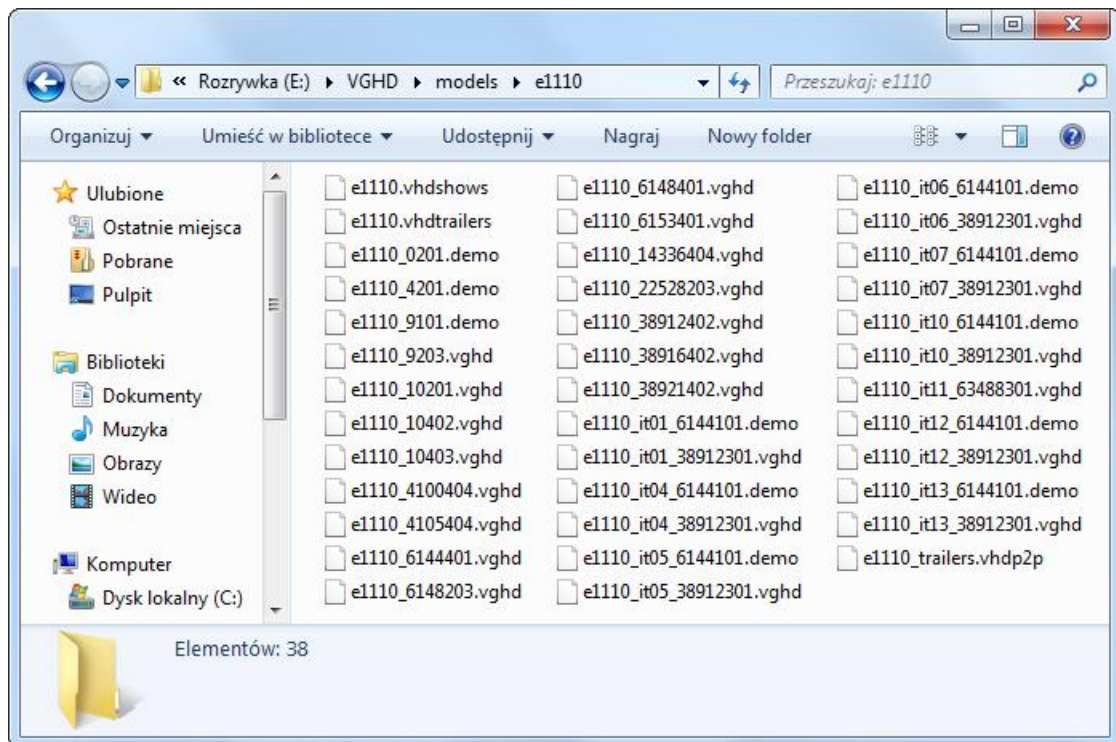 « Rozrywka (E:) VGHD models e1110
Przeszukaj: e1110
Organizuj Umieść w bibliotece Udostępnij Nagraj Nowy folder
Ulubione
Ostatnie miejsca
Pobrane
Pulpit
Biblioteki
Dokumenty
Muzyka
Obrazy
Wideo
Komputer
Dysk lokalny (C:)
e1110.vhdshows
e1110.vhdtrailers
e1110_0201.demo
e1110_4201.demo
e1110_9101.demo
e1110_9203.vghd
e1110_10201.vghd
e1110_10402.vghd
e1110_10403.vghd
e1110_4100404.vghd
e1110_4105404.vghd
e1110_6144401.vghd
e1110_6148203.vghd
e1110_6148401.vghd
e1110_6153401.vghd
e1110_14336404.vghd
e1110_22528203.vghd
e1110_38912402.vghd
e1110_38916402.vghd
e1110_38921402.vghd
e1110_it01_6144101.demo
e1110_it01_38912301.vghd
e1110_it04_6144101.demo
e1110_it04_38912301.vghd
e1110_it05_6144101.demo
e1110_it05_38912301.vghd
e1110_it06_6144101.demo
e1110_it06_38912301.vghd
e1110_it07_6144101.demo
e1110_it07_38912301.vghd
e1110_it10_6144101.demo
e1110_it10_38912301.vghd
e1110_it11_63488301.vghd
e1110_it12_6144101.demo
e1110_it12_38912301.vghd
e1110_it13_6144101.demo
e1110_it13_38912301.vghd
e1110_trailers.vhdp2p
Elementów: 38